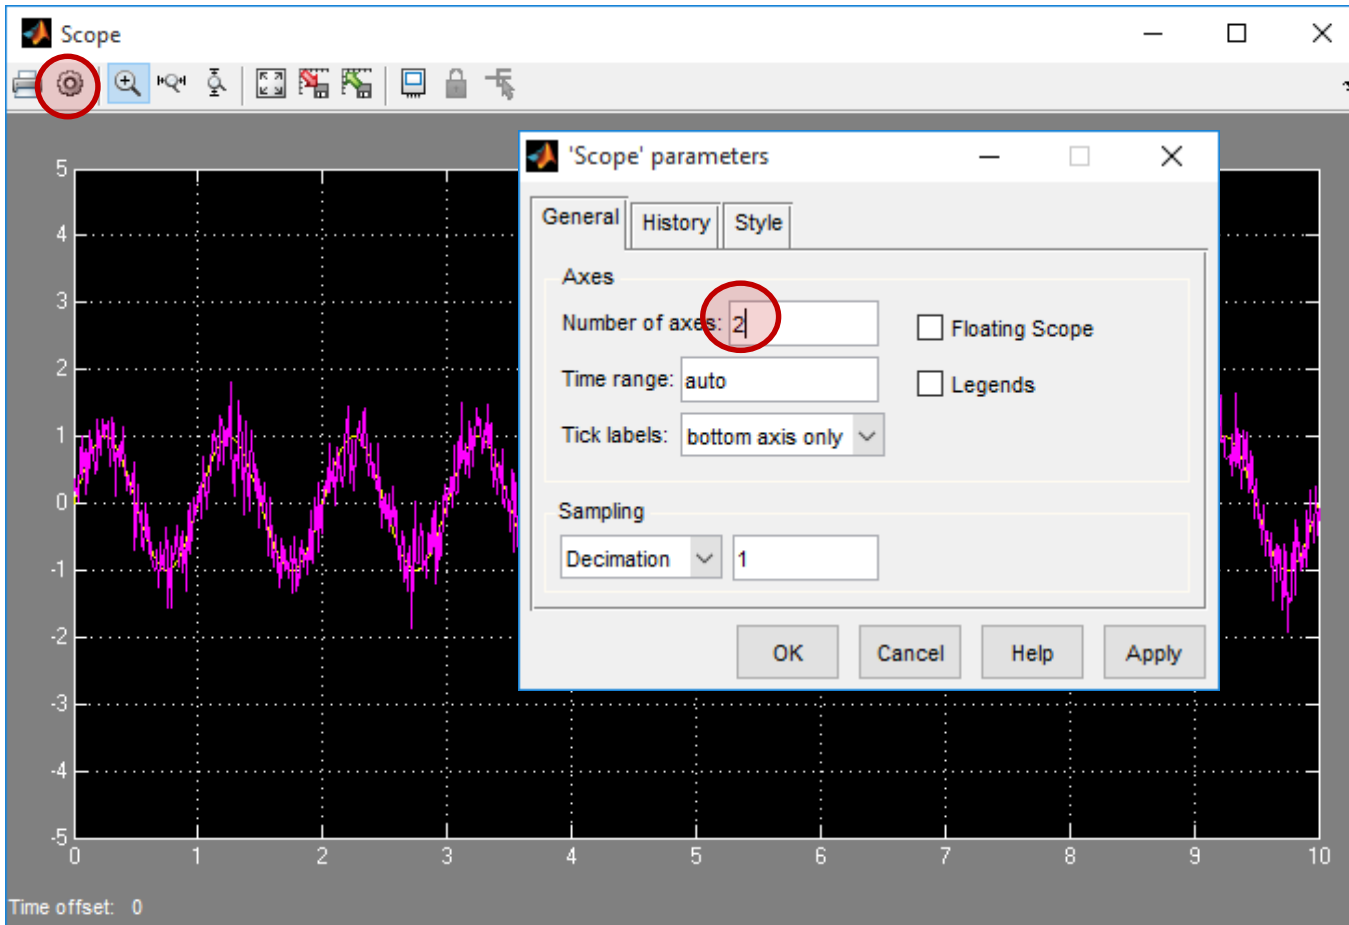 Scope
'Scope' parameters
General History Style
Axes
Number of axes: 2
Floating Scope
Time range: auto
Legends
Tick labels: bottom axis only
Sampling
Decimation 1
OK Cancel Help Apply
5
4
3
2
1
0
-1
-2
-3
-4
-5
0 1 2 3 4 5 6 7 8 9 10
Time offset: 0